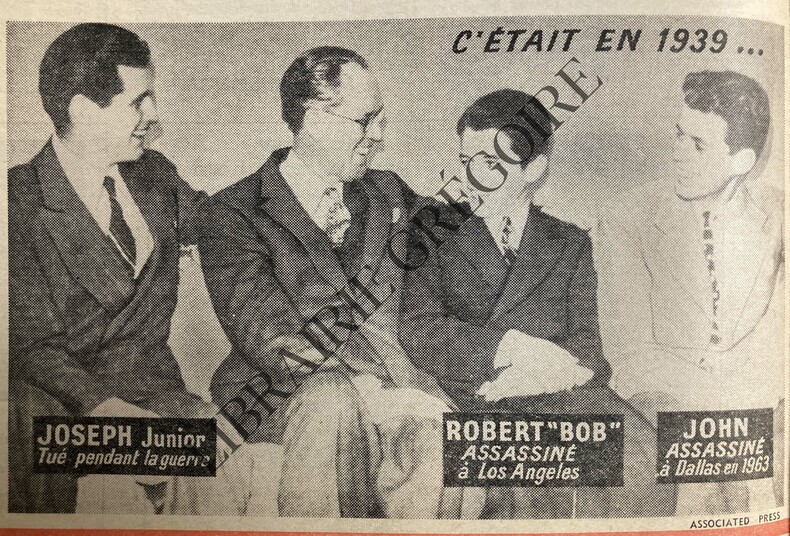 C'ÉTAIT EN 1939...
LIBRAIRIE GRÉGOIRE
JOSEPH Junior
Tué pendant la guerre
ROBERT "BOB"
ASSASSINÉ
à Los Angeles
JOHN
ASSASSINÉ
à Dallas en 1963
ASSOCIATED PRESS